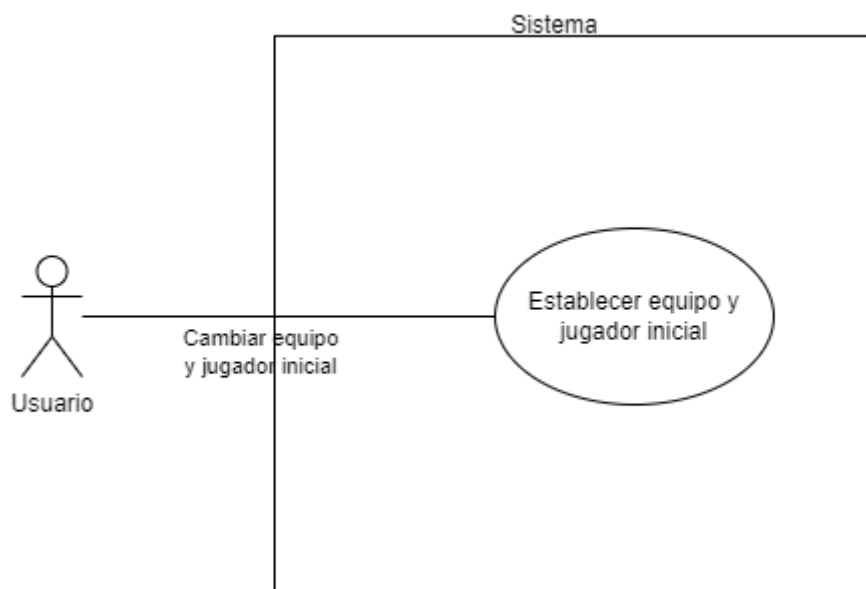 Sistema
Establecer equipo y
jugador inicial
Cambiar equipo
y jugador inicial
Usuario